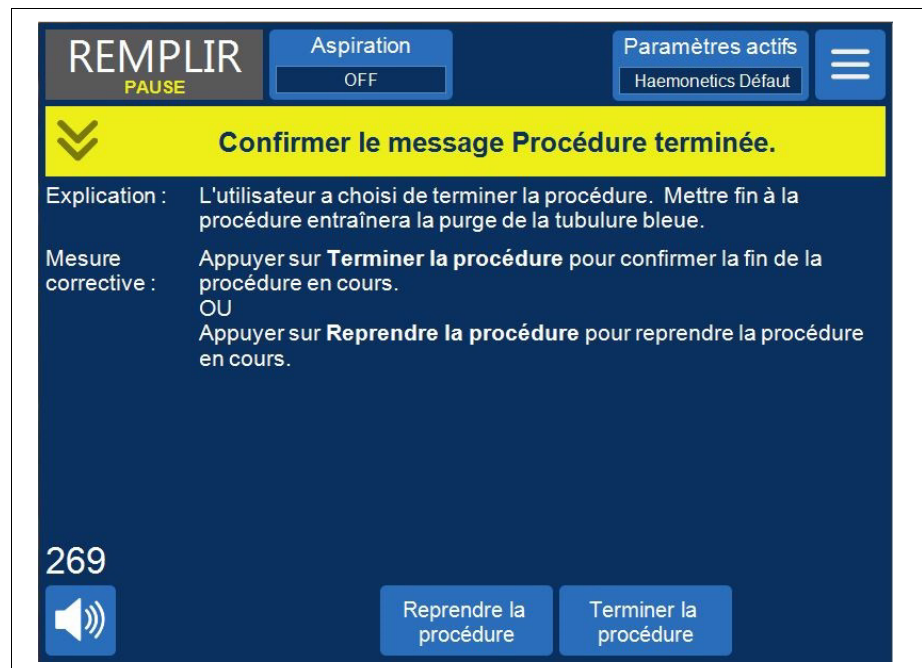 REMPLIR
PAUSE
Aspiration
OFF
Paramètres actifs
Haemonetics Défaut
Confirmer le message Procédure terminée.
Explication :
L'utilisateur a choisi de terminer la procédure. Mettre fin à la
procédure entraînera la purge de la tubulure bleue.
Mesure
corrective :
Appuyer sur Terminer la procédure pour confirmer la fin de la
procédure en cours.
OU
Appuyer sur Reprendre la procédure pour reprendre la procédure
en cours.
269
Reprendre la
procédure
Terminer la
procédure